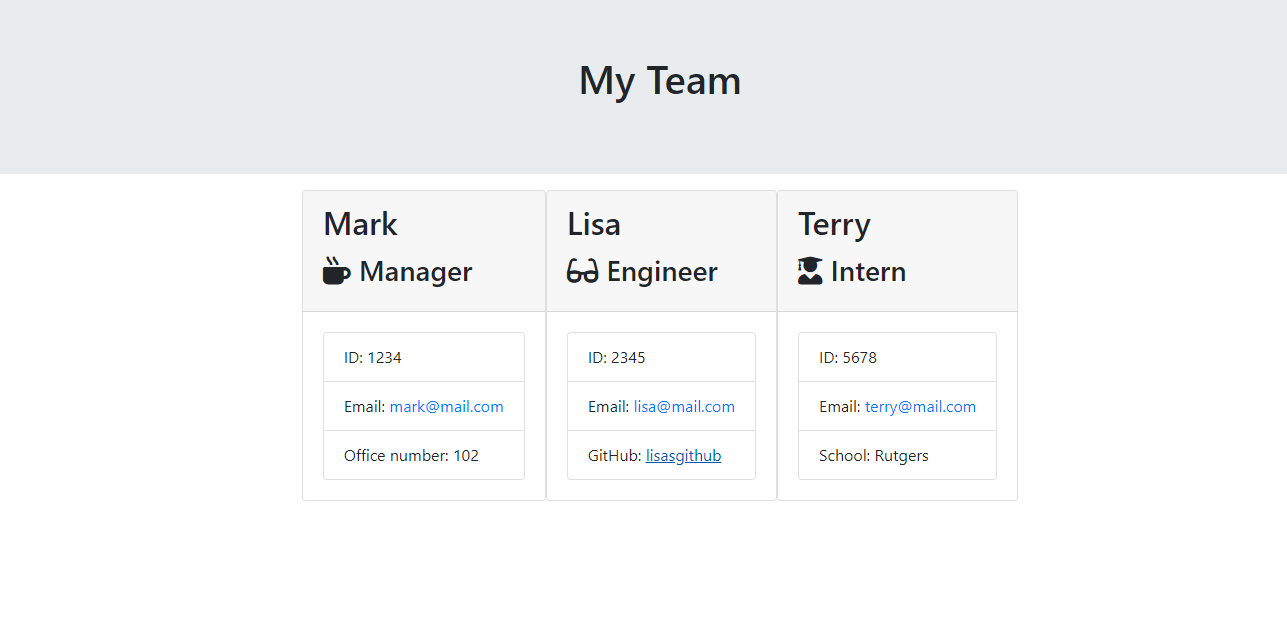 My Team
Mark
Manager
ID: 1234
Email: mark@mail.com
Office number: 102
Lisa
Engineer
ID: 2345
Email: lisa@mail.com
GitHub: lisasgithub
Terry
Intern
ID: 5678
Email: terry@mail.com
School: Rutgers